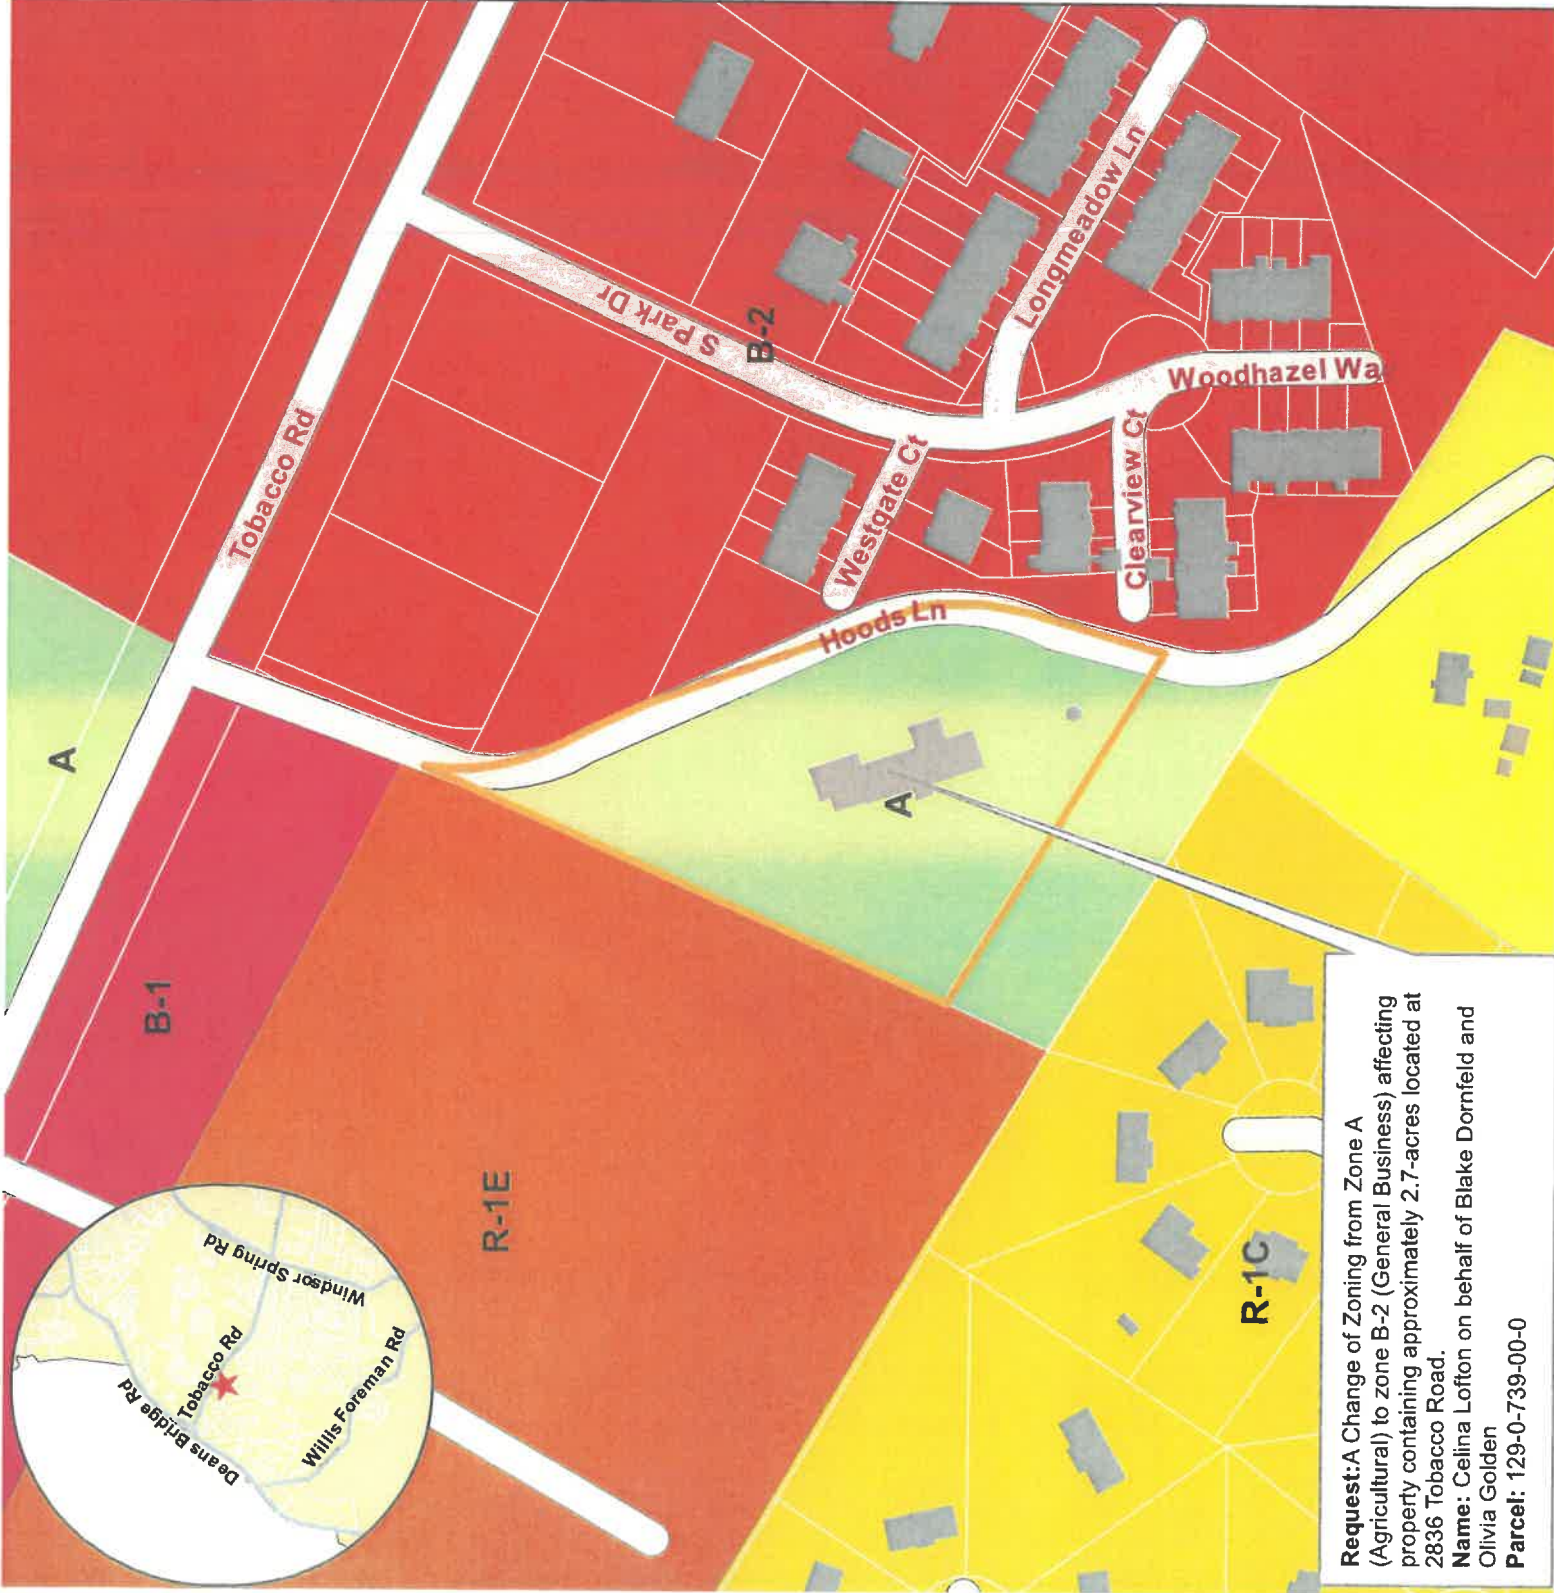 Deans Bridge Rd
Tobacco Rd
Windsor Spring Rd
Willis Foreman Rd
B-1
A
R-1E
R-1C
Tobacco Rd
S Park Dr
B-2
A
Hoods Ln
Westgate Ct
Clearview Ct
Longmeadow Ln
Woodhazel Wa
Request:A Change of Zoning from Zone A
(Agricultural) to zone B-2 (General Business) affecting
property containing approximately 2.7-acres located at
2836 Tobacco Road.
Name: Celina Lofton on behalf of Blake Dornfeld and
Olivia Golden
Parcel: 129-0-739-00-0